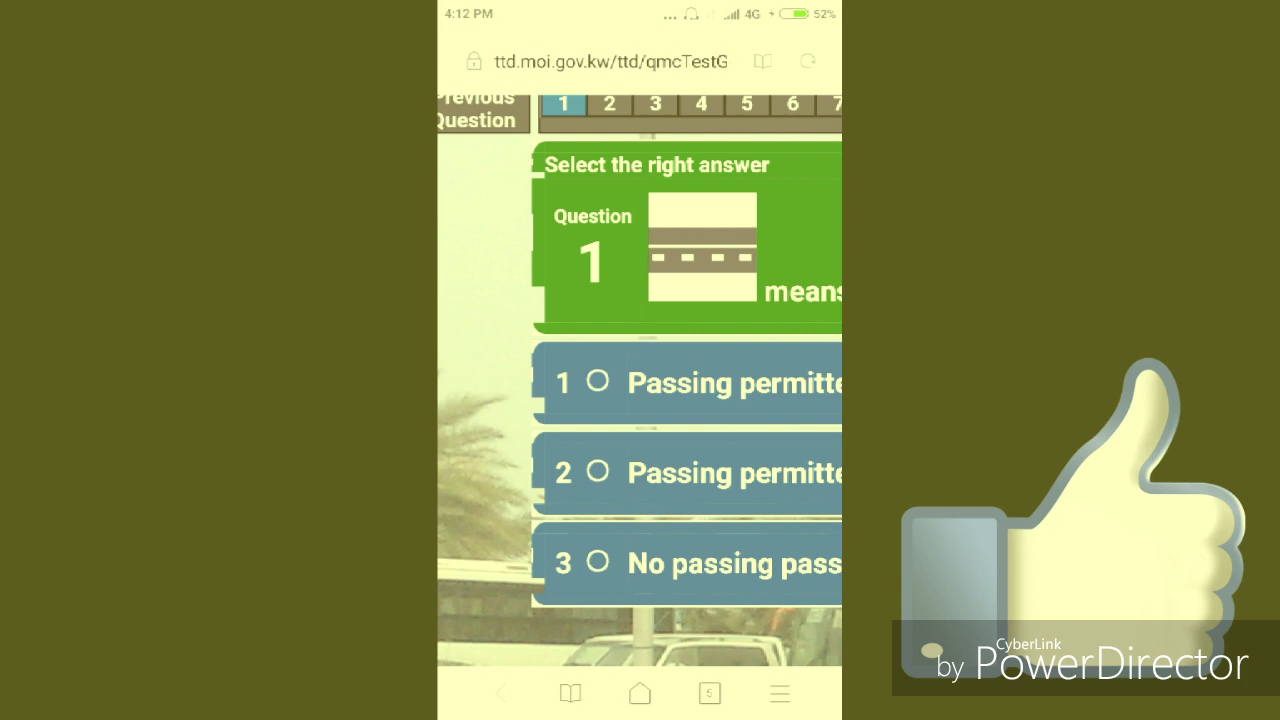 4:12 PM
... 4G 52%
ttd.moi.gov.kw/ttd/qmcTestG
Previous
Question
1 2 3 4 5 6 7
Select the right answer
Question
1
means
1 Passing permitte
2 Passing permitte
3 No passing pass
5
CyberLink
by PowerDirector